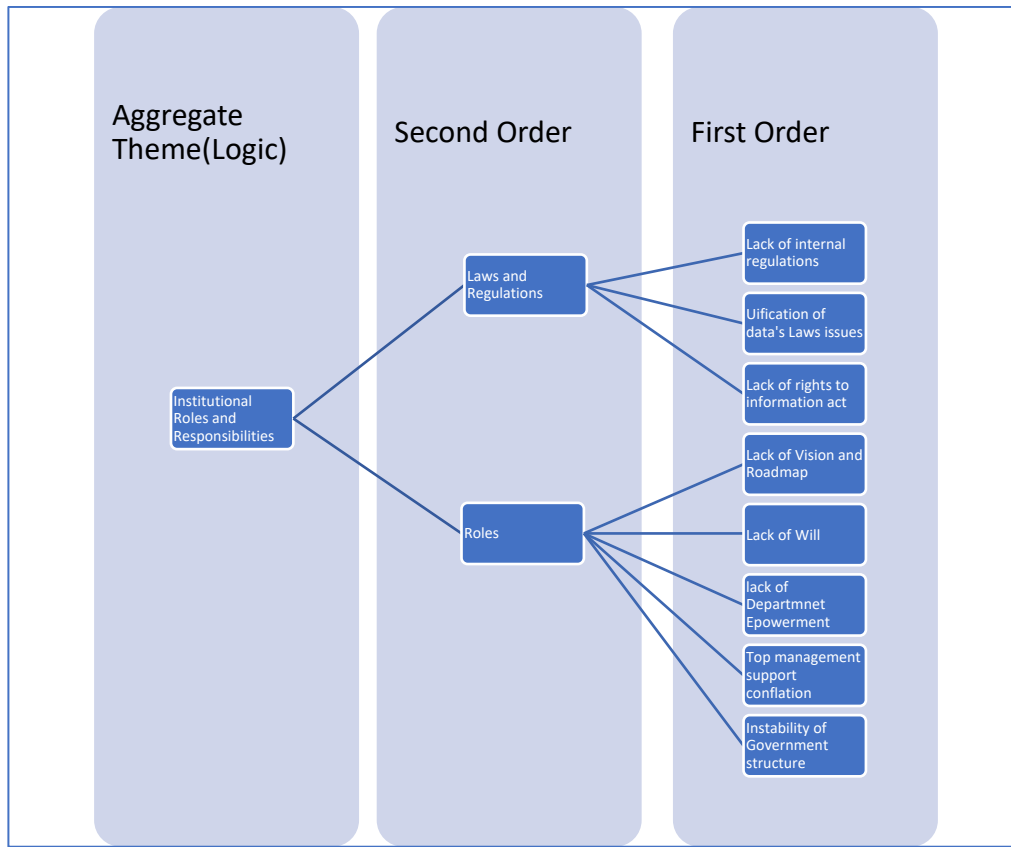 Aggregate
Theme(Logic)
Second Order
First Order
Institutional
Roles and
Responsibilities
Laws and
Regulations
Roles
Lack of internal
regulations
Uification of
data's Laws issues
Lack of rights to
information act
Lack of Vision and
Roadmap
Lack of Will
lack of
Departmnet
Epowerment
Top management
support
conflation
Instability of
Government
structure